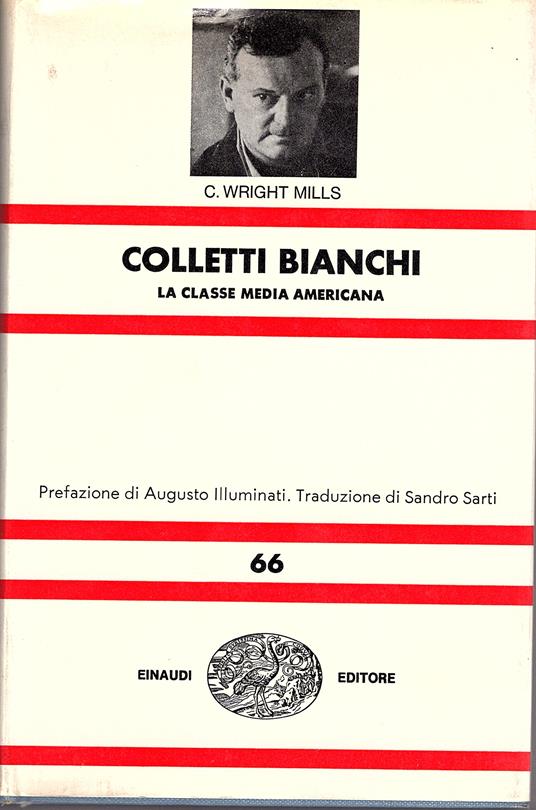 C. WRIGHT MILLS
COLLETTI BIANCHI
LA CLASSE MEDIA AMERICANA
Prefazione di Augusto Illuminati. Traduzione di Sandro Sarti
66
EINAUDI EDITORE